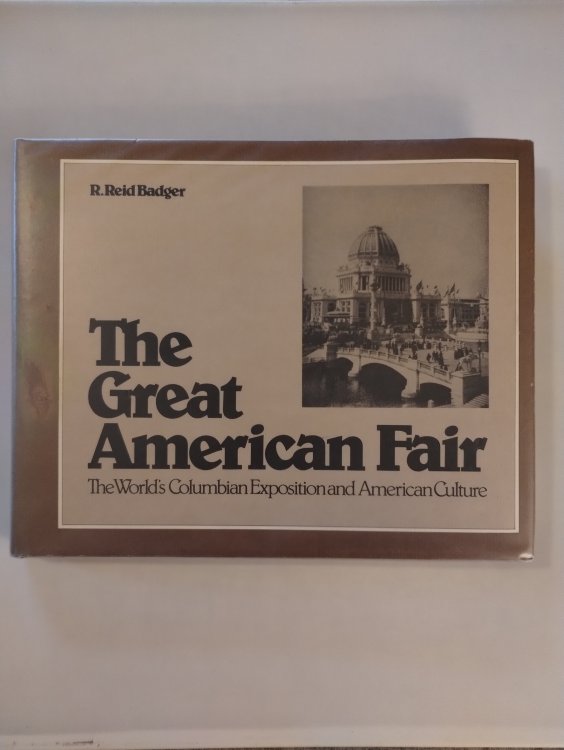 R. Reid Badger
The
Great
American Fair
The World's Columbian Exposition and American Culture